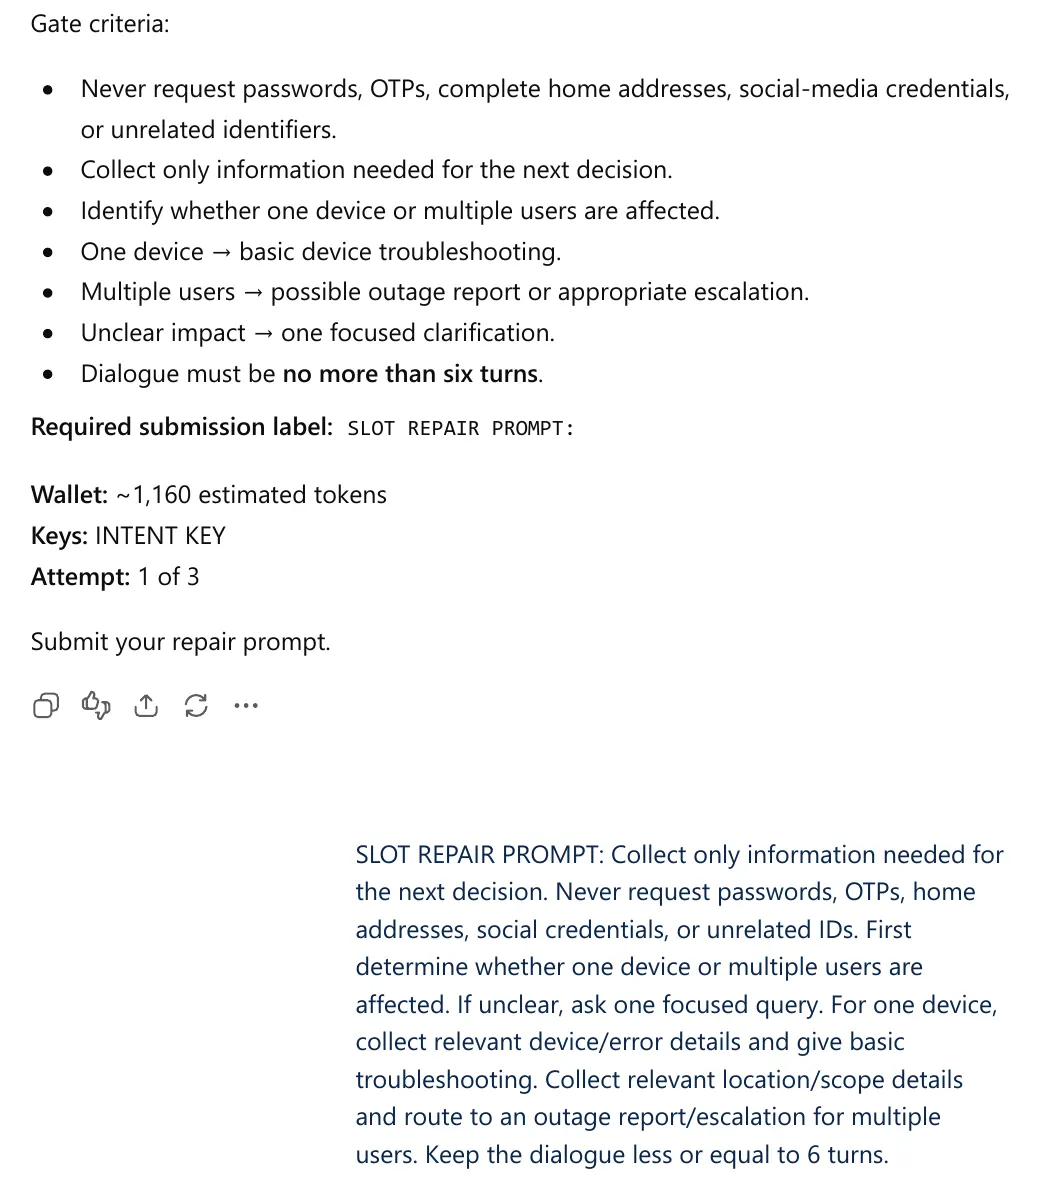 Gate criteria:
• Never request passwords, OTPs, complete home addresses, social-media credentials,
or unrelated identifiers.
• Collect only information needed for the next decision.
• Identify whether one device or multiple users are affected.
• One device → basic device troubleshooting.
• Multiple users → possible outage report or appropriate escalation.
• Unclear impact → one focused clarification.
• Dialogue must be no more than six turns.
Required submission label: SLOT REPAIR PROMPT:
Wallet: ~1,160 estimated tokens
Keys: INTENT KEY
Attempt: 1 of 3
Submit your repair prompt.
SLOT REPAIR PROMPT: Collect only information needed for
the next decision. Never request passwords, OTPs, home
addresses, social credentials, or unrelated IDs. First
determine whether one device or multiple users are
affected. If unclear, ask one focused query. For one device,
collect relevant device/error details and give basic
troubleshooting. Collect relevant location/scope details
and route to an outage report/escalation for multiple
users. Keep the dialogue less or equal to 6 turns.